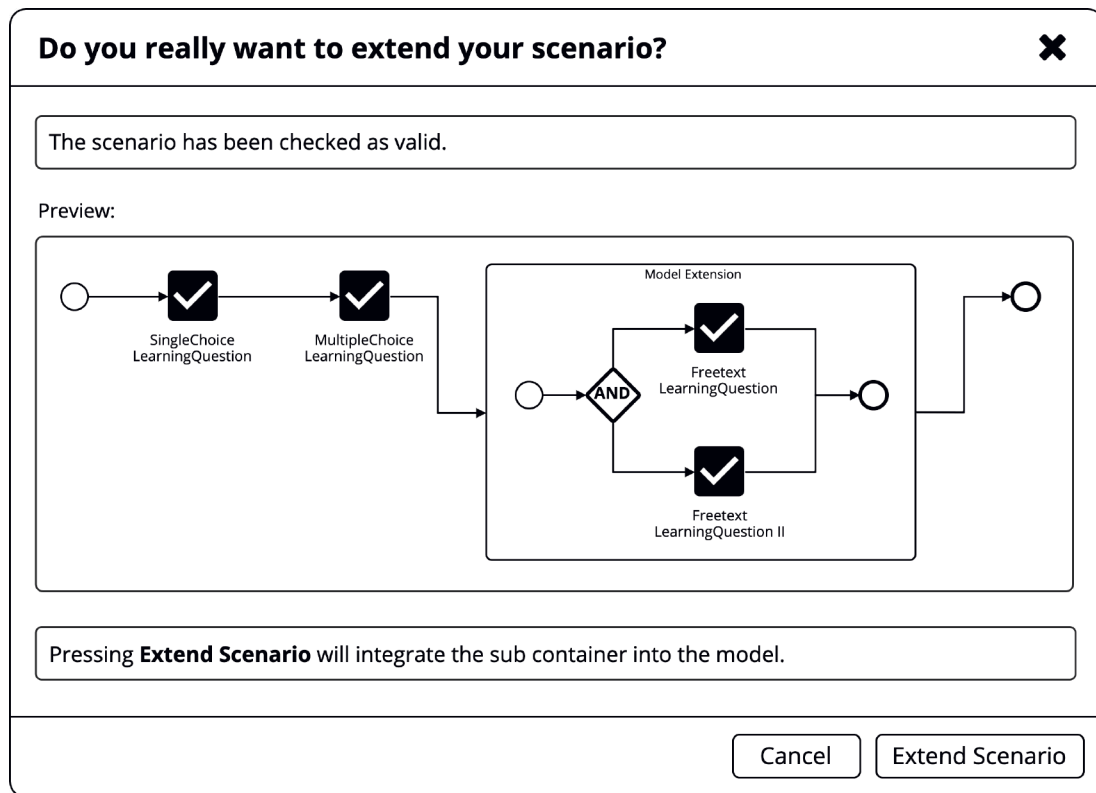 Do you really want to extend your scenario?
The scenario has been checked as valid.
Preview:
Model Extension
SingleChoice
LearningQuestion
MultipleChoice
LearningQuestion
AND
Freetext
LearningQuestion
Freetext
LearningQuestion II
Pressing Extend Scenario will integrate the sub container into the model.
Cancel
Extend Scenario